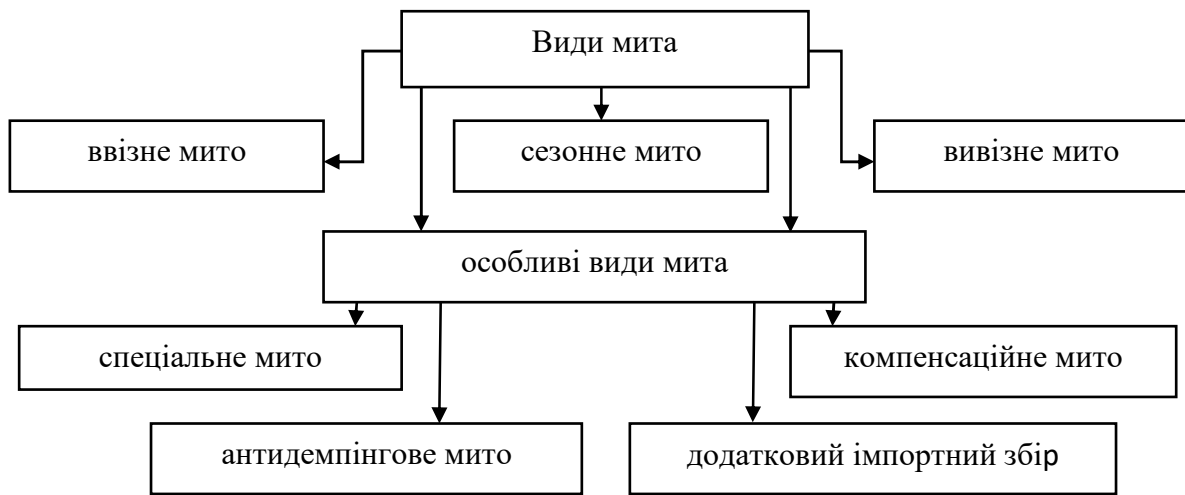 Види мита
ввізне мито
сезонне мито
вивізне мито
особливі види мита
спеціальне мито
компенсаційне мито
антидемпінгове мито
додатковий імпортний збір